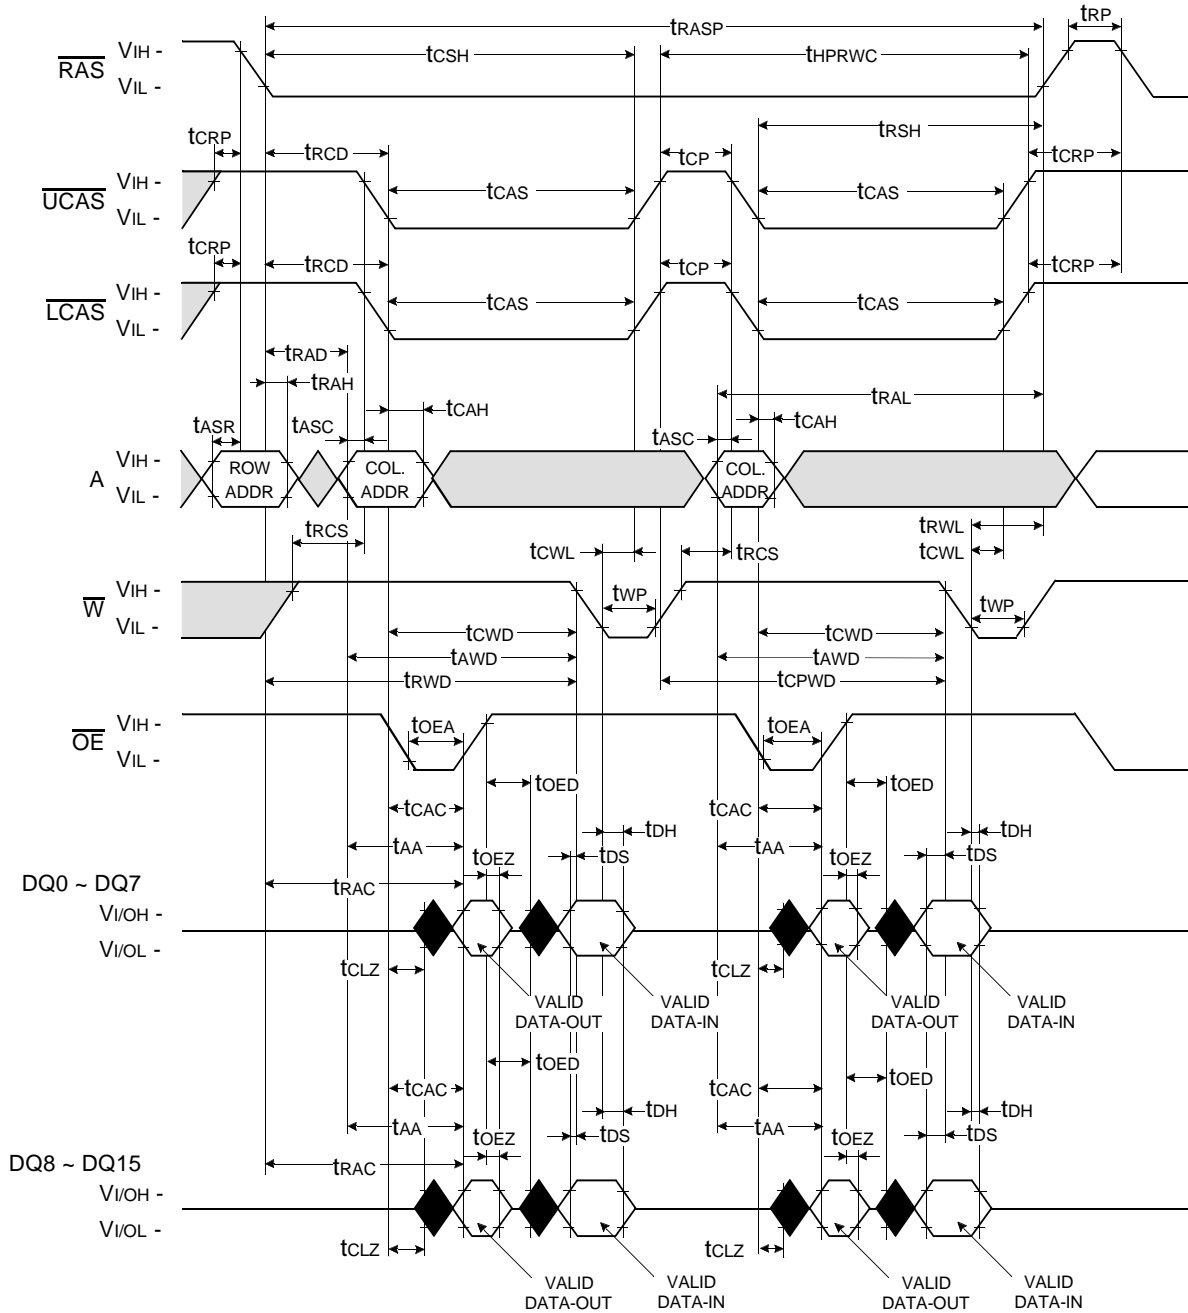 tRASP
tRP
tCSH
tHPRWC
RAS
VIH -
VIL -
tRSH
tCRP
tRCD
tCP
tCRP
UCAS
VIH -
VIL -
tCAS
tCAS
tCRP
tRCD
tCP
tCRP
LCAS
VIH -
VIL -
tCAS
tCAS
tRAD
tRAH
tRAL
tASR
tASC
tCAH
tASC
tCAH
A
VIH -
VIL -
ROW
ADDR
COL.
ADDR
COL.
ADDR
tRCS
tCWL
tRCS
tRWL
tCWL
W
VIH -
VIL -
tWP
tWP
tCWD
tCWD
tAWD
tAWD
tRWD
tCPWD
OE
VIH -
VIL -
tOEA
tOEA
tOED
tOED
tCAC
tCAC
tDH
tDH
tAA
tOEZ
tDS
tAA
tOEZ
tDS
DQ0 ~ DQ7
tRAC
VI/OH -
VI/OL -
tCLZ
tCLZ
VALID
DATA-OUT
VALID
DATA-IN
VALID
DATA-OUT
VALID
DATA-IN
tOED
tOED
tCAC
tCAC
tDH
tDH
tAA
tOEZ
tDS
tAA
tOEZ
tDS
DQ8 ~ DQ15
tRAC
VI/OH -
VI/OL -
tCLZ
tCLZ
VALID
DATA-OUT
VALID
DATA-IN
VALID
DATA-OUT
VALID
DATA-IN